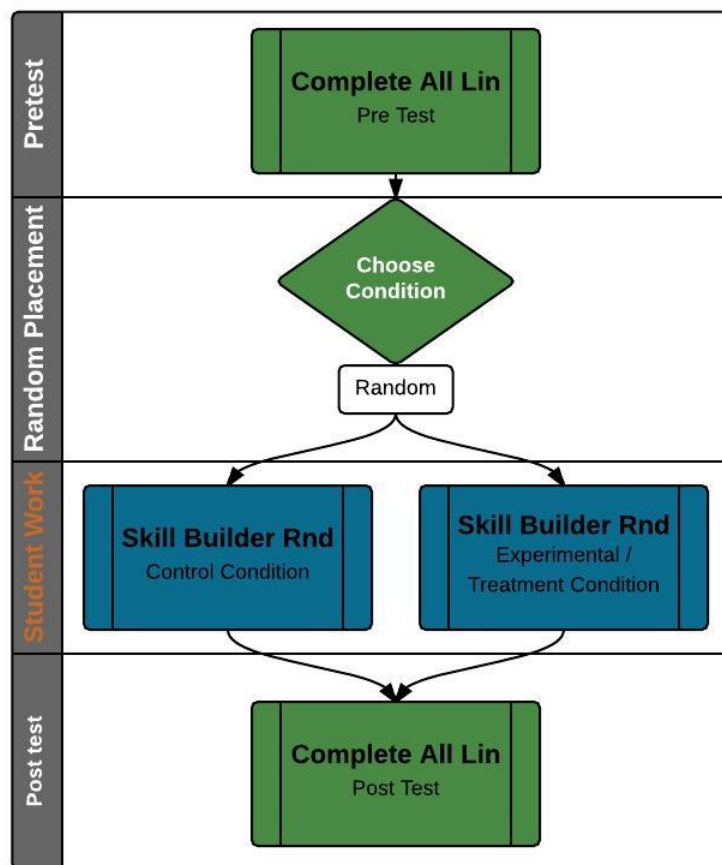 Pretest
Complete All Lin
Pre Test
Random Placement
Choose
Condition
Random
Student Work
Skill Builder Rnd
Control Condition
Skill Builder Rnd
Experimental /
Treatment Condition
Post test
Complete All Lin
Post Test